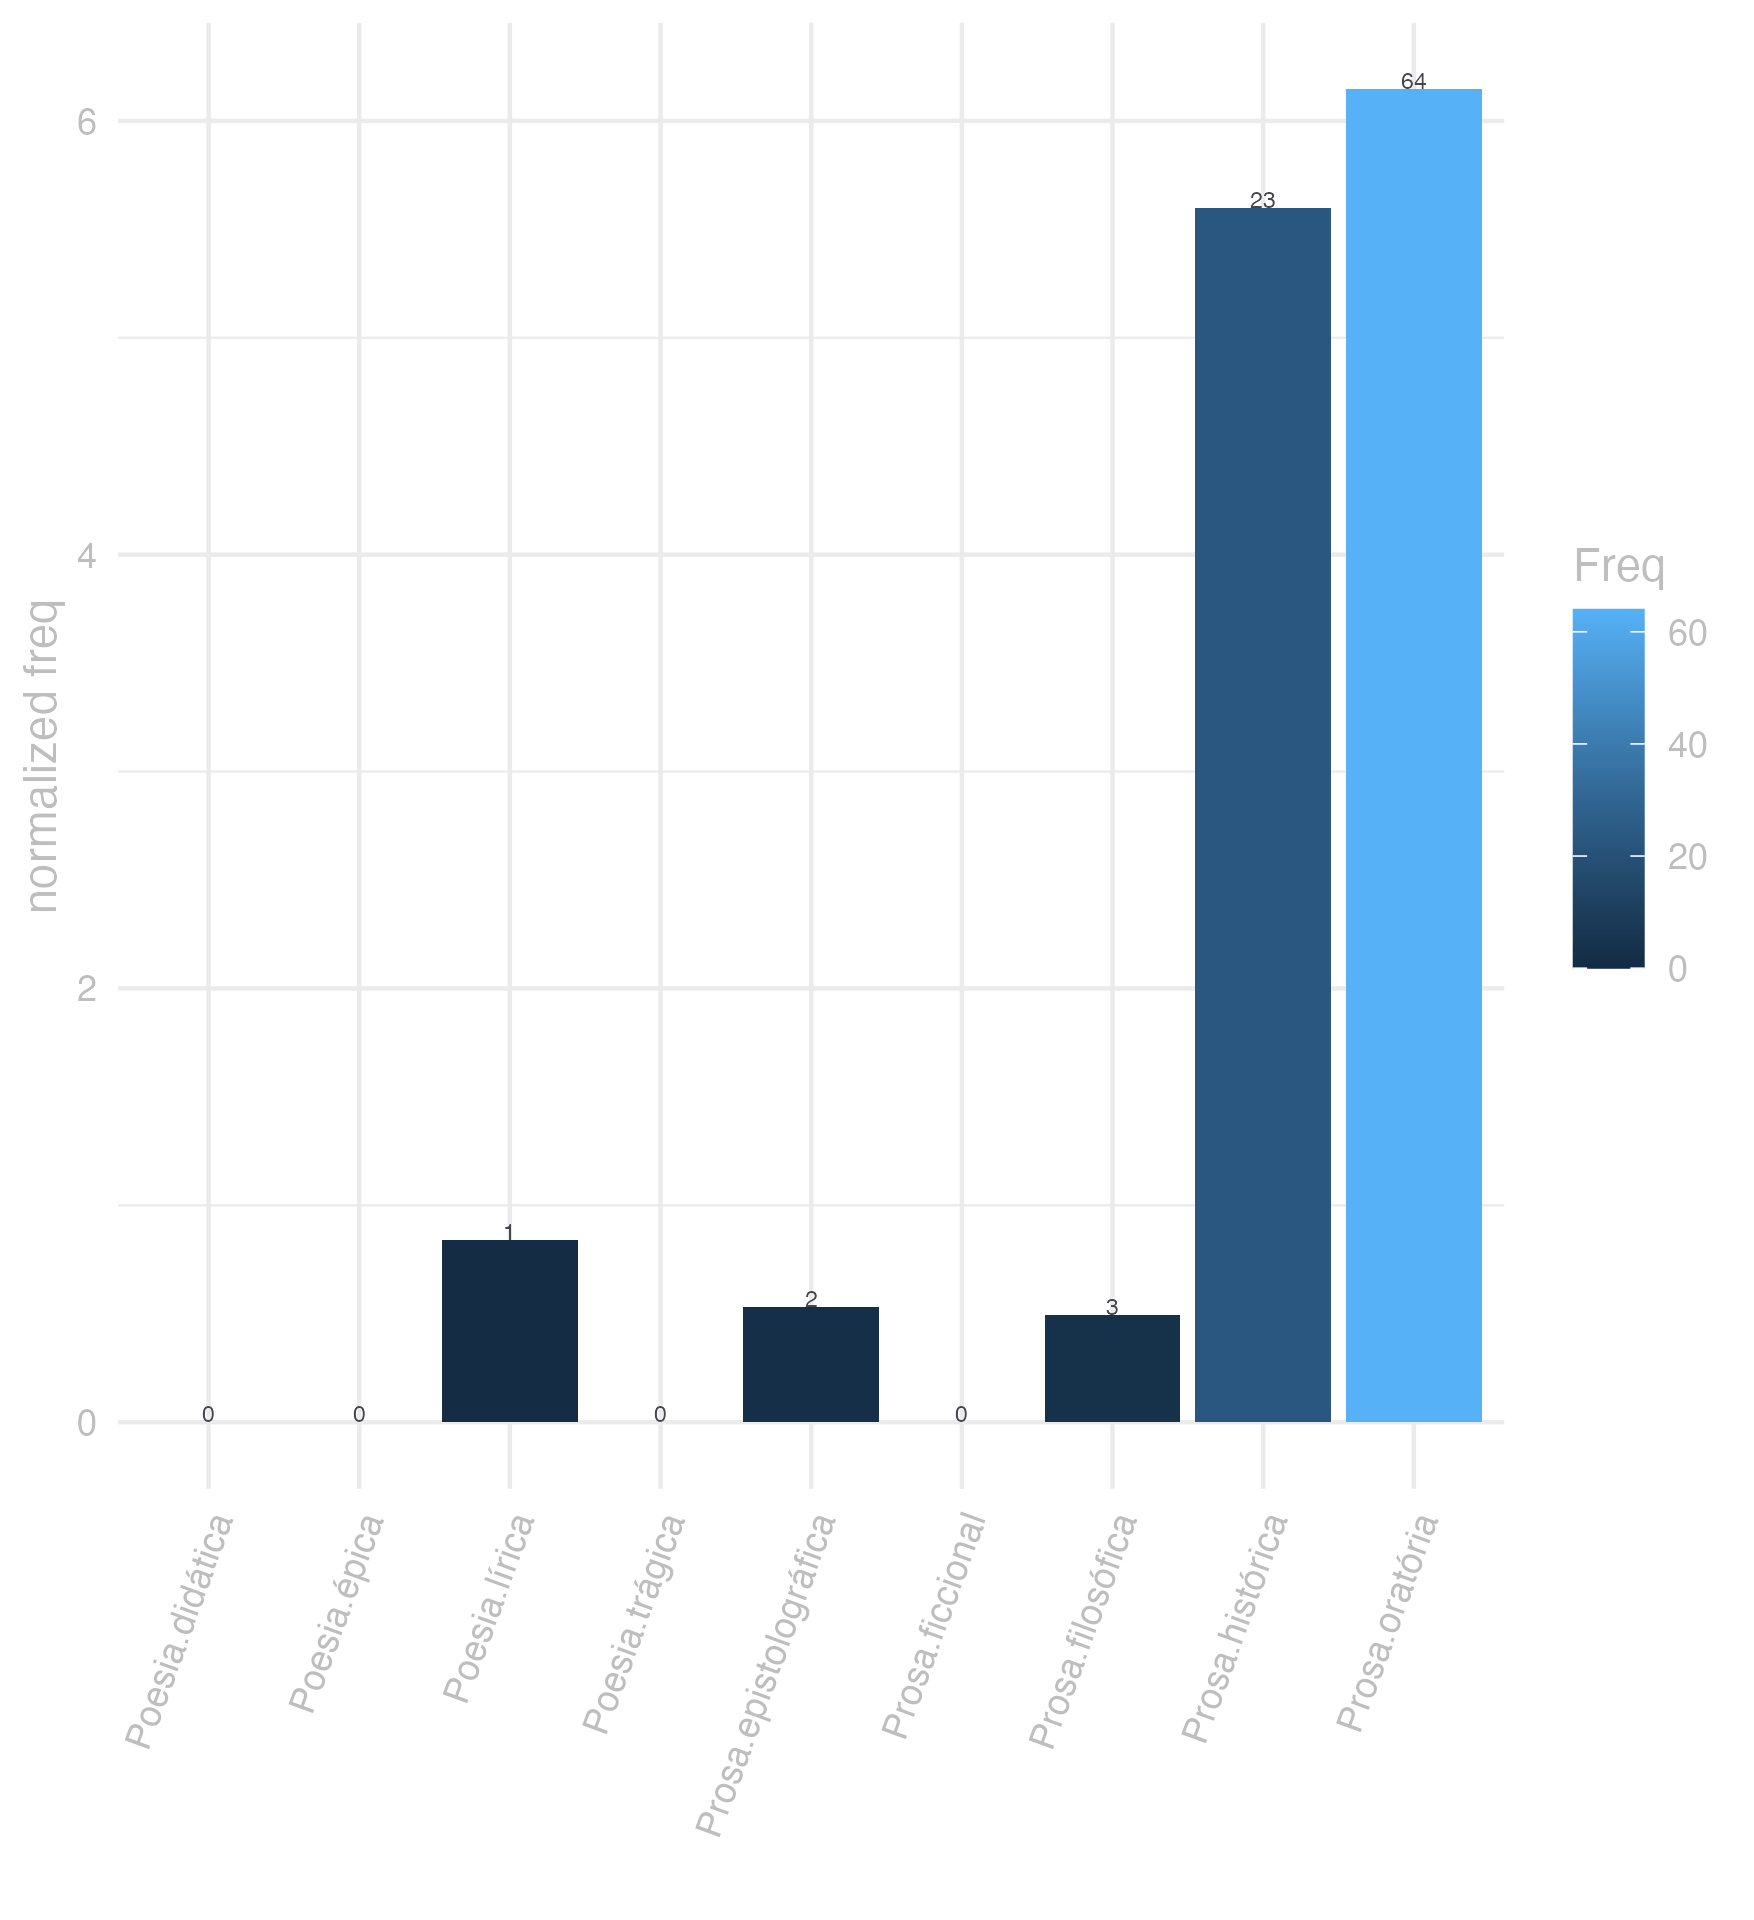 64
6
23
4
Freq
60
40
20
0
normalized freq
2
1
2
3
0
0
0
0
0
Poesia.didática
Poesia.épica
Poesia.lírica
Poesia.trágica
Prosa.epistolográfica
Prosa.ficcional
Prosa.filosófica
Prosa.histórica
Prosa.oratória